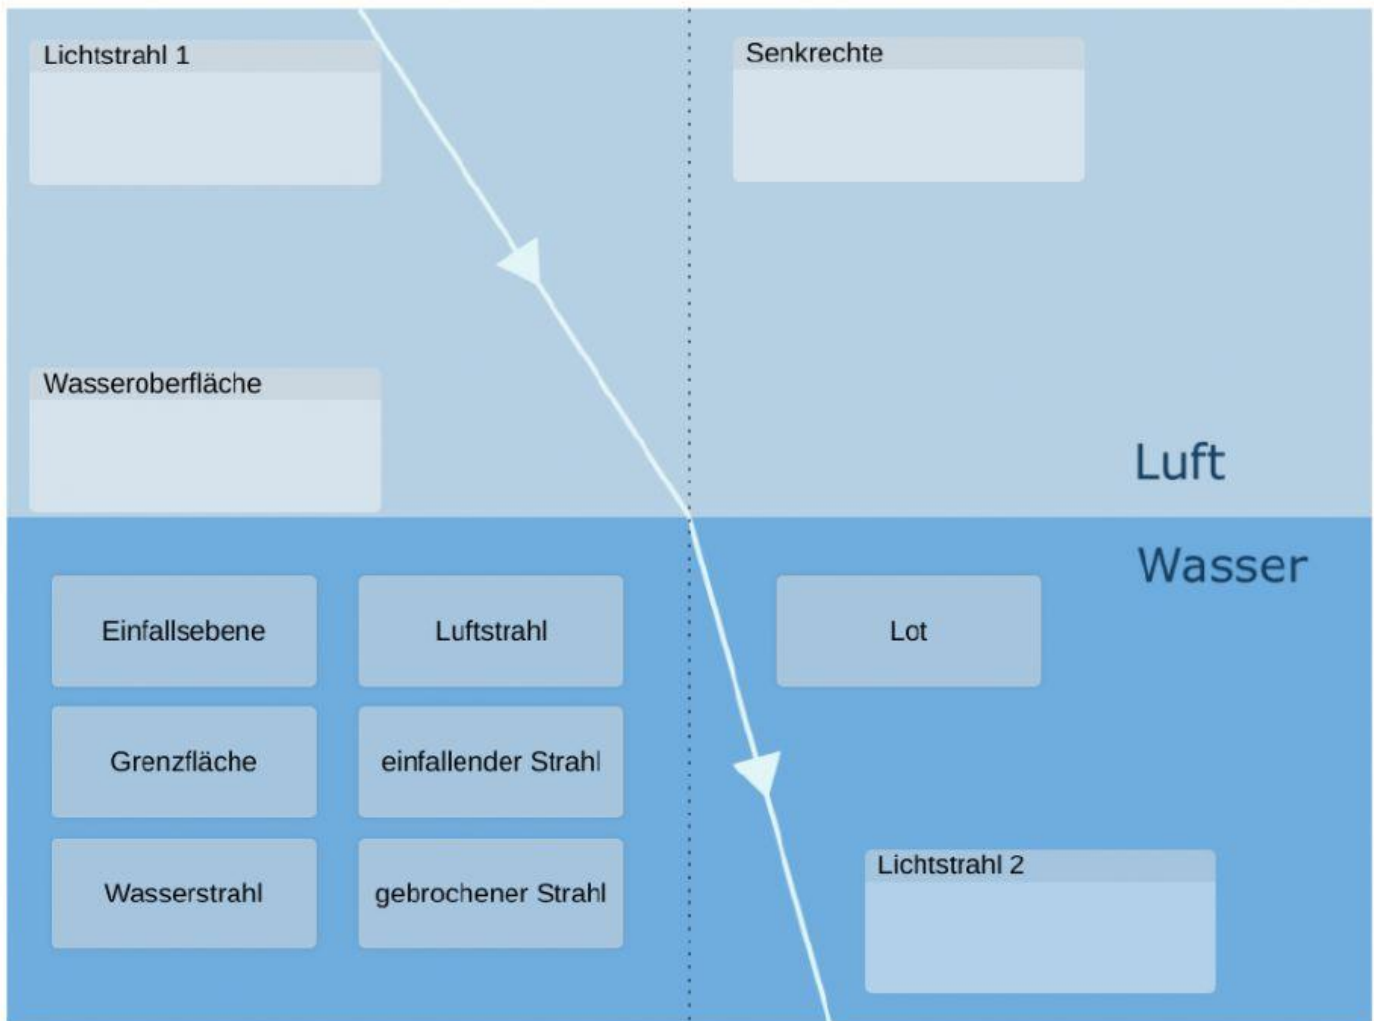 Lichtstrahl 1
Senkrechte
Wasseroberfläche
Luft
Wasser
Einfallsebene
Luftstrahl
Lot
Grenzfläche
einfallender Strahl
Wasserstrahl
gebrochener Strahl
Lichtstrahl 2